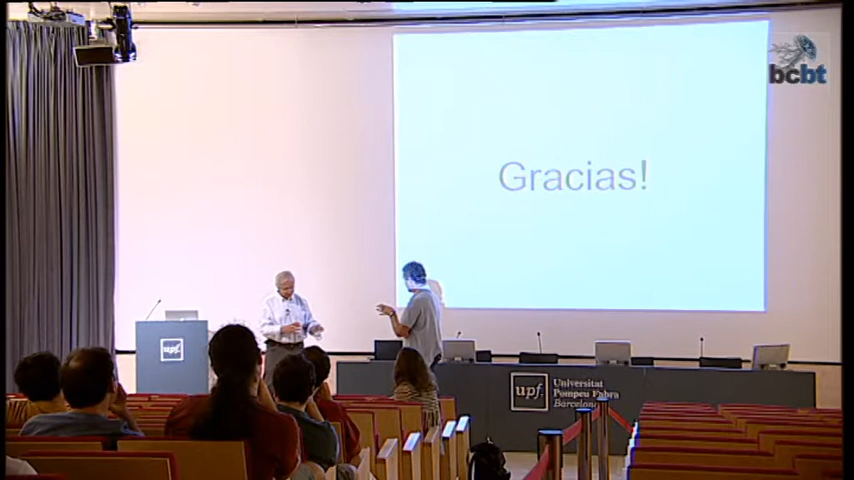 bcbt
Gracias!
upf.
upf.
Universitat
Pompeu Fabra
Barcelona